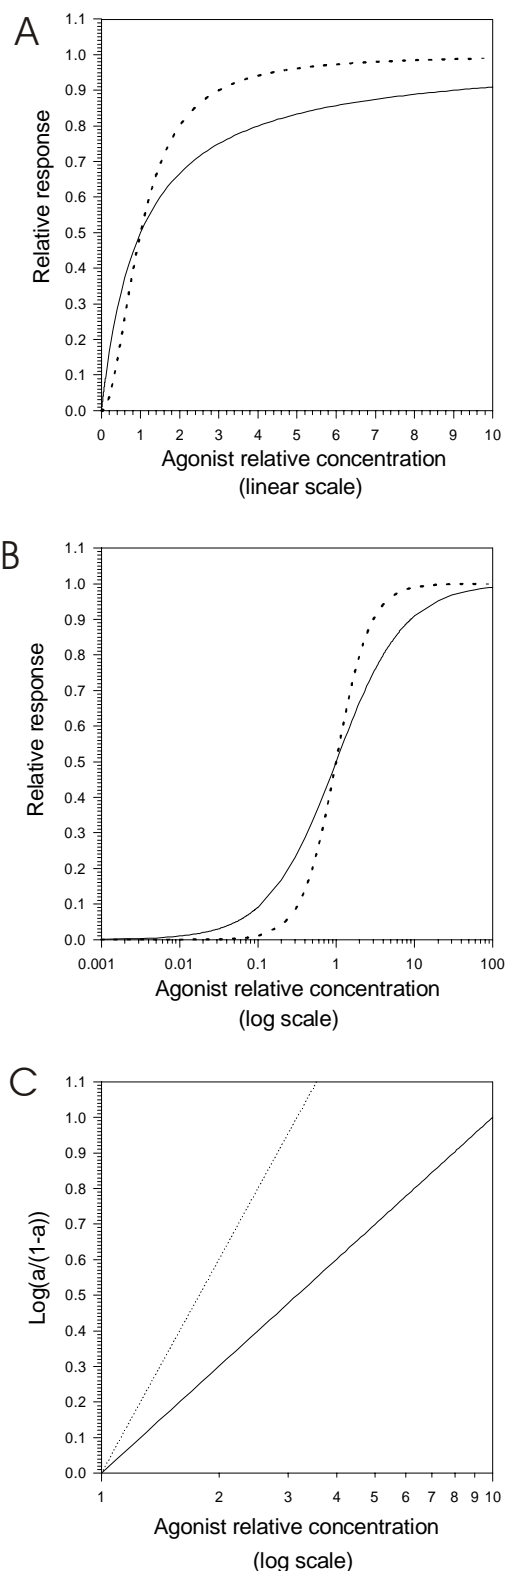 A
1.1
1.0
0.9
0.8
0.7
0.6
0.5
0.4
0.3
0.2
0.1
0.0
Relative response
0 1 2 3 4 5 6 7 8 9 10
Agonist relative concentration
(linear scale)
B
1.1
1.0
0.9
0.8
0.7
0.6
0.5
0.4
0.3
0.2
0.1
0.0
Relative response
0.001 0.01 0.1 1 10 100
Agonist relative concentration
(log scale)
C
1.1
1.0
0.9
0.8
0.7
0.6
0.5
0.4
0.3
0.2
0.1
0.0
Log(a/(1-a))
1 2 3 4 5 6 7 8 9 10
Agonist relative concentration
(log scale)